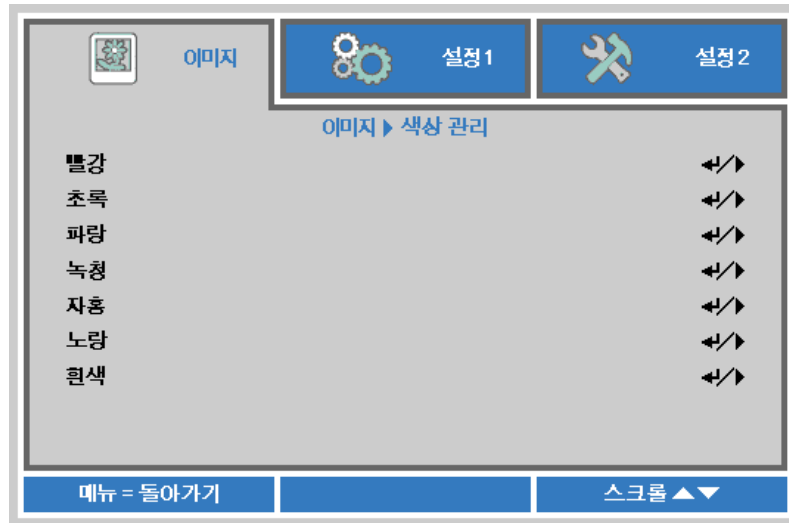 이미지 설정1 설정2
이미지 ▶ 색상 관리
빨강 ↵/▶
초록 ↵/▶
파랑 ↵/▶
녹청 ↵/▶
자홍 ↵/▶
노랑 ↵/▶
흰색 ↵/▶
메뉴 = 돌아가기 스크롤 ▲▼